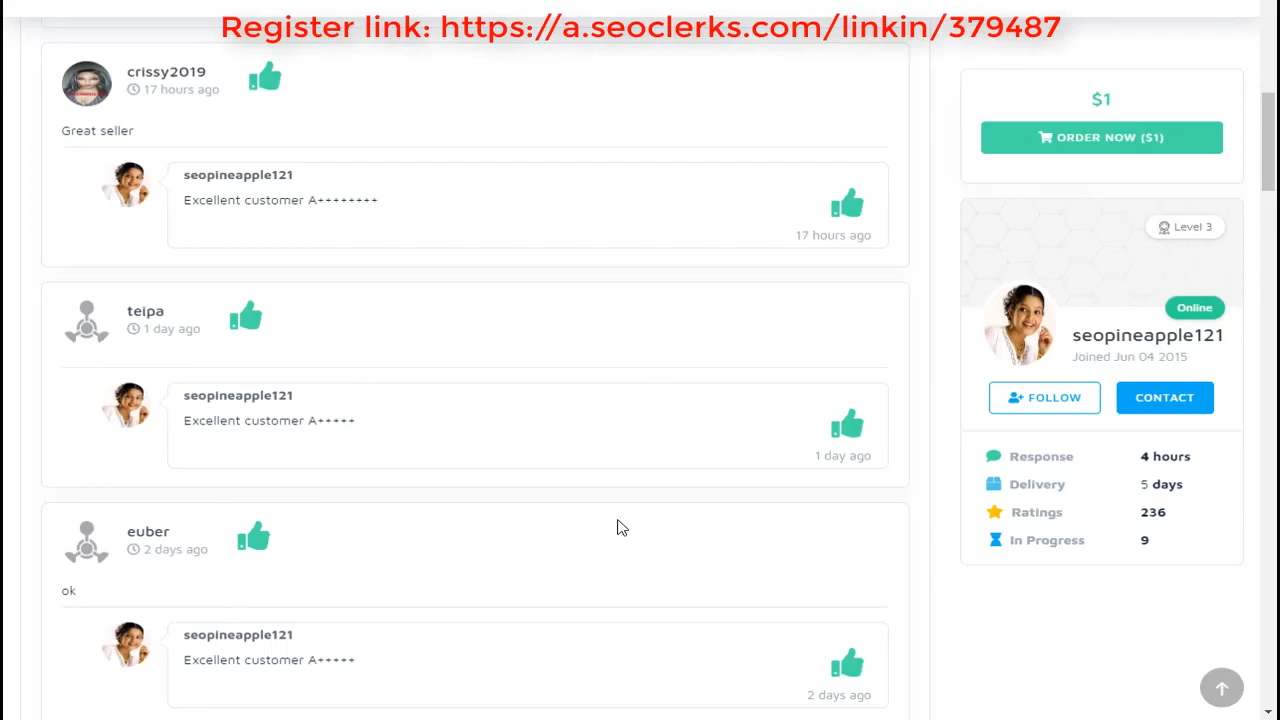 Register link: https://a.seoclerks.com/linkin/379487
crissy2019
17 hours ago
Great seller
seopineapple121
Excellent customer A++++++++
17 hours ago
teipa
1 day ago
seopineapple121
Excellent customer A+++++
1 day ago
euber
2 days ago
ok
seopineapple121
Excellent customer A+++++
2 days ago
$1
ORDER NOW ($1)
Level 3
Online
seopineapple121
Joined Jun 04 2015
FOLLOW CONTACT
Response 4 hours
Delivery 5 days
Ratings 236
In Progress 9